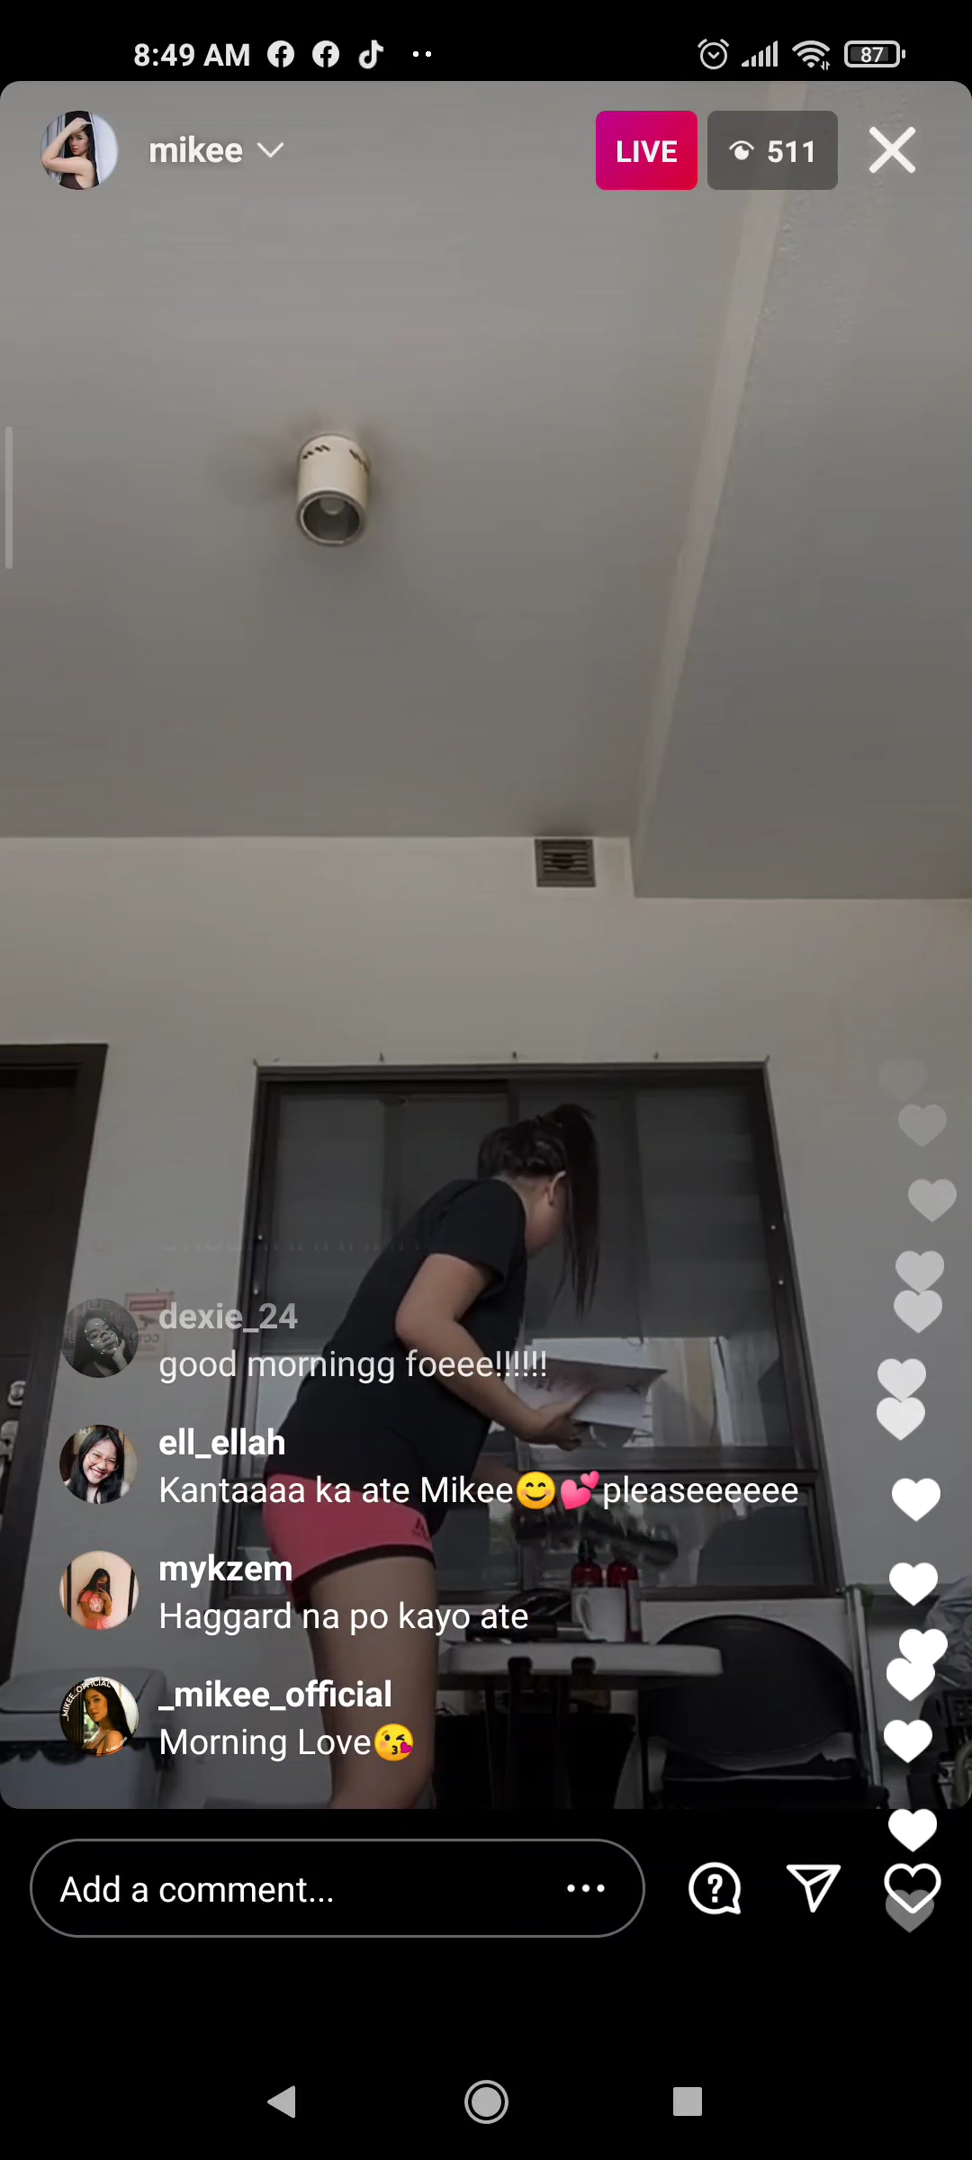 8:49 AM
87
mikee
LIVE
511
dexie_24
good morningg foeee!!!!!!
ell_ellah
Kantaaaa ka ate Mikee😊💕pleaseeeeee
mykzem
Haggard na po kayo ate
_mikee_official
Morning Love😘
Add a comment...